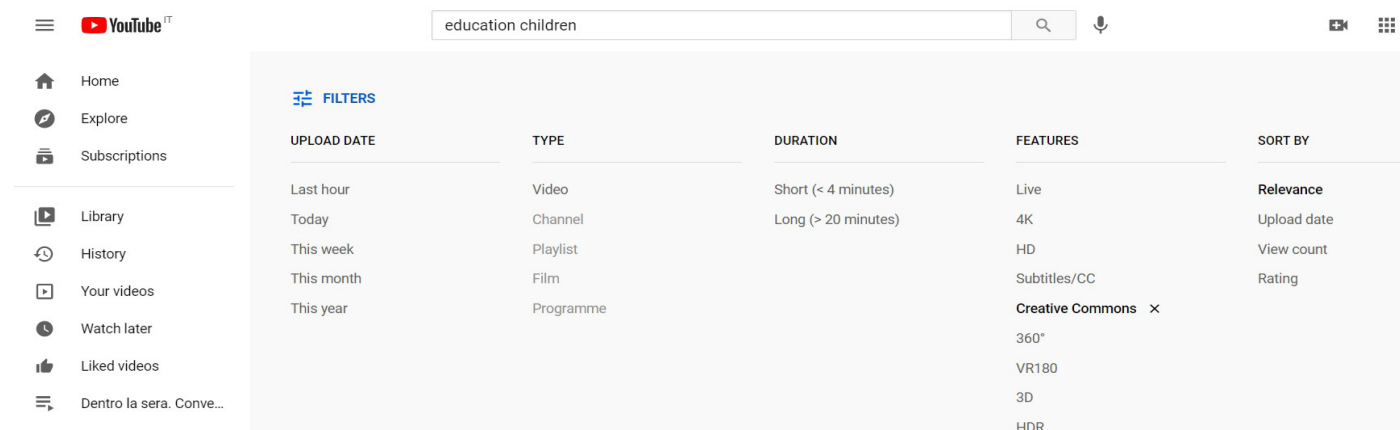 YouTube IT
education children
Home
Explore
Subscriptions
Library
History
Your videos
Watch later
Liked videos
Dentro la sera. Conve...
FILTERS
UPLOAD DATE
Last hour
Today
This week
This month
This year
TYPE
Video
Channel
Playlist
Film
Programme
DURATION
Short (< 4 minutes)
Long (> 20 minutes)
FEATURES
Live
4K
HD
Subtitles/CC
Creative Commons
360°
VR180
3D
HDR
SORT BY
Relevance
Upload date
View count
Rating